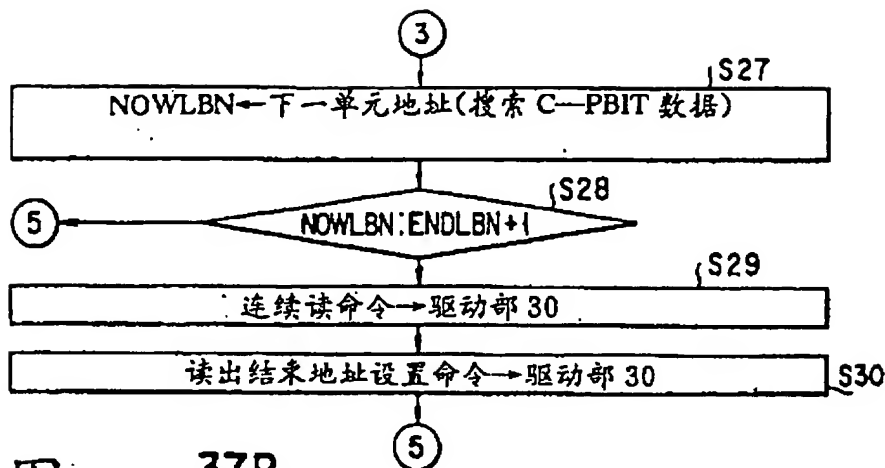 3
S27
NOWLBN←下一单元地址(搜索 C—PBIT 数据)
S28
5
NOWLBN:ENDLBN+1
S29
连续读命令→驱动部 30
读出结束地址设置命令→驱动部 30
S30
5
37B